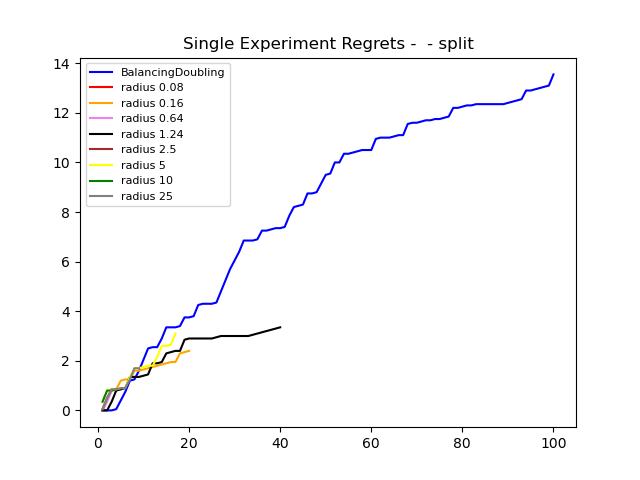 Single Experiment Regrets -  - split
14
12
10
8
6
4
2
0
BalancingDoubling
radius 0.08
radius 0.16
radius 0.64
radius 1.24
radius 2.5
radius 5
radius 10
radius 25
0 20 40 60 80 100